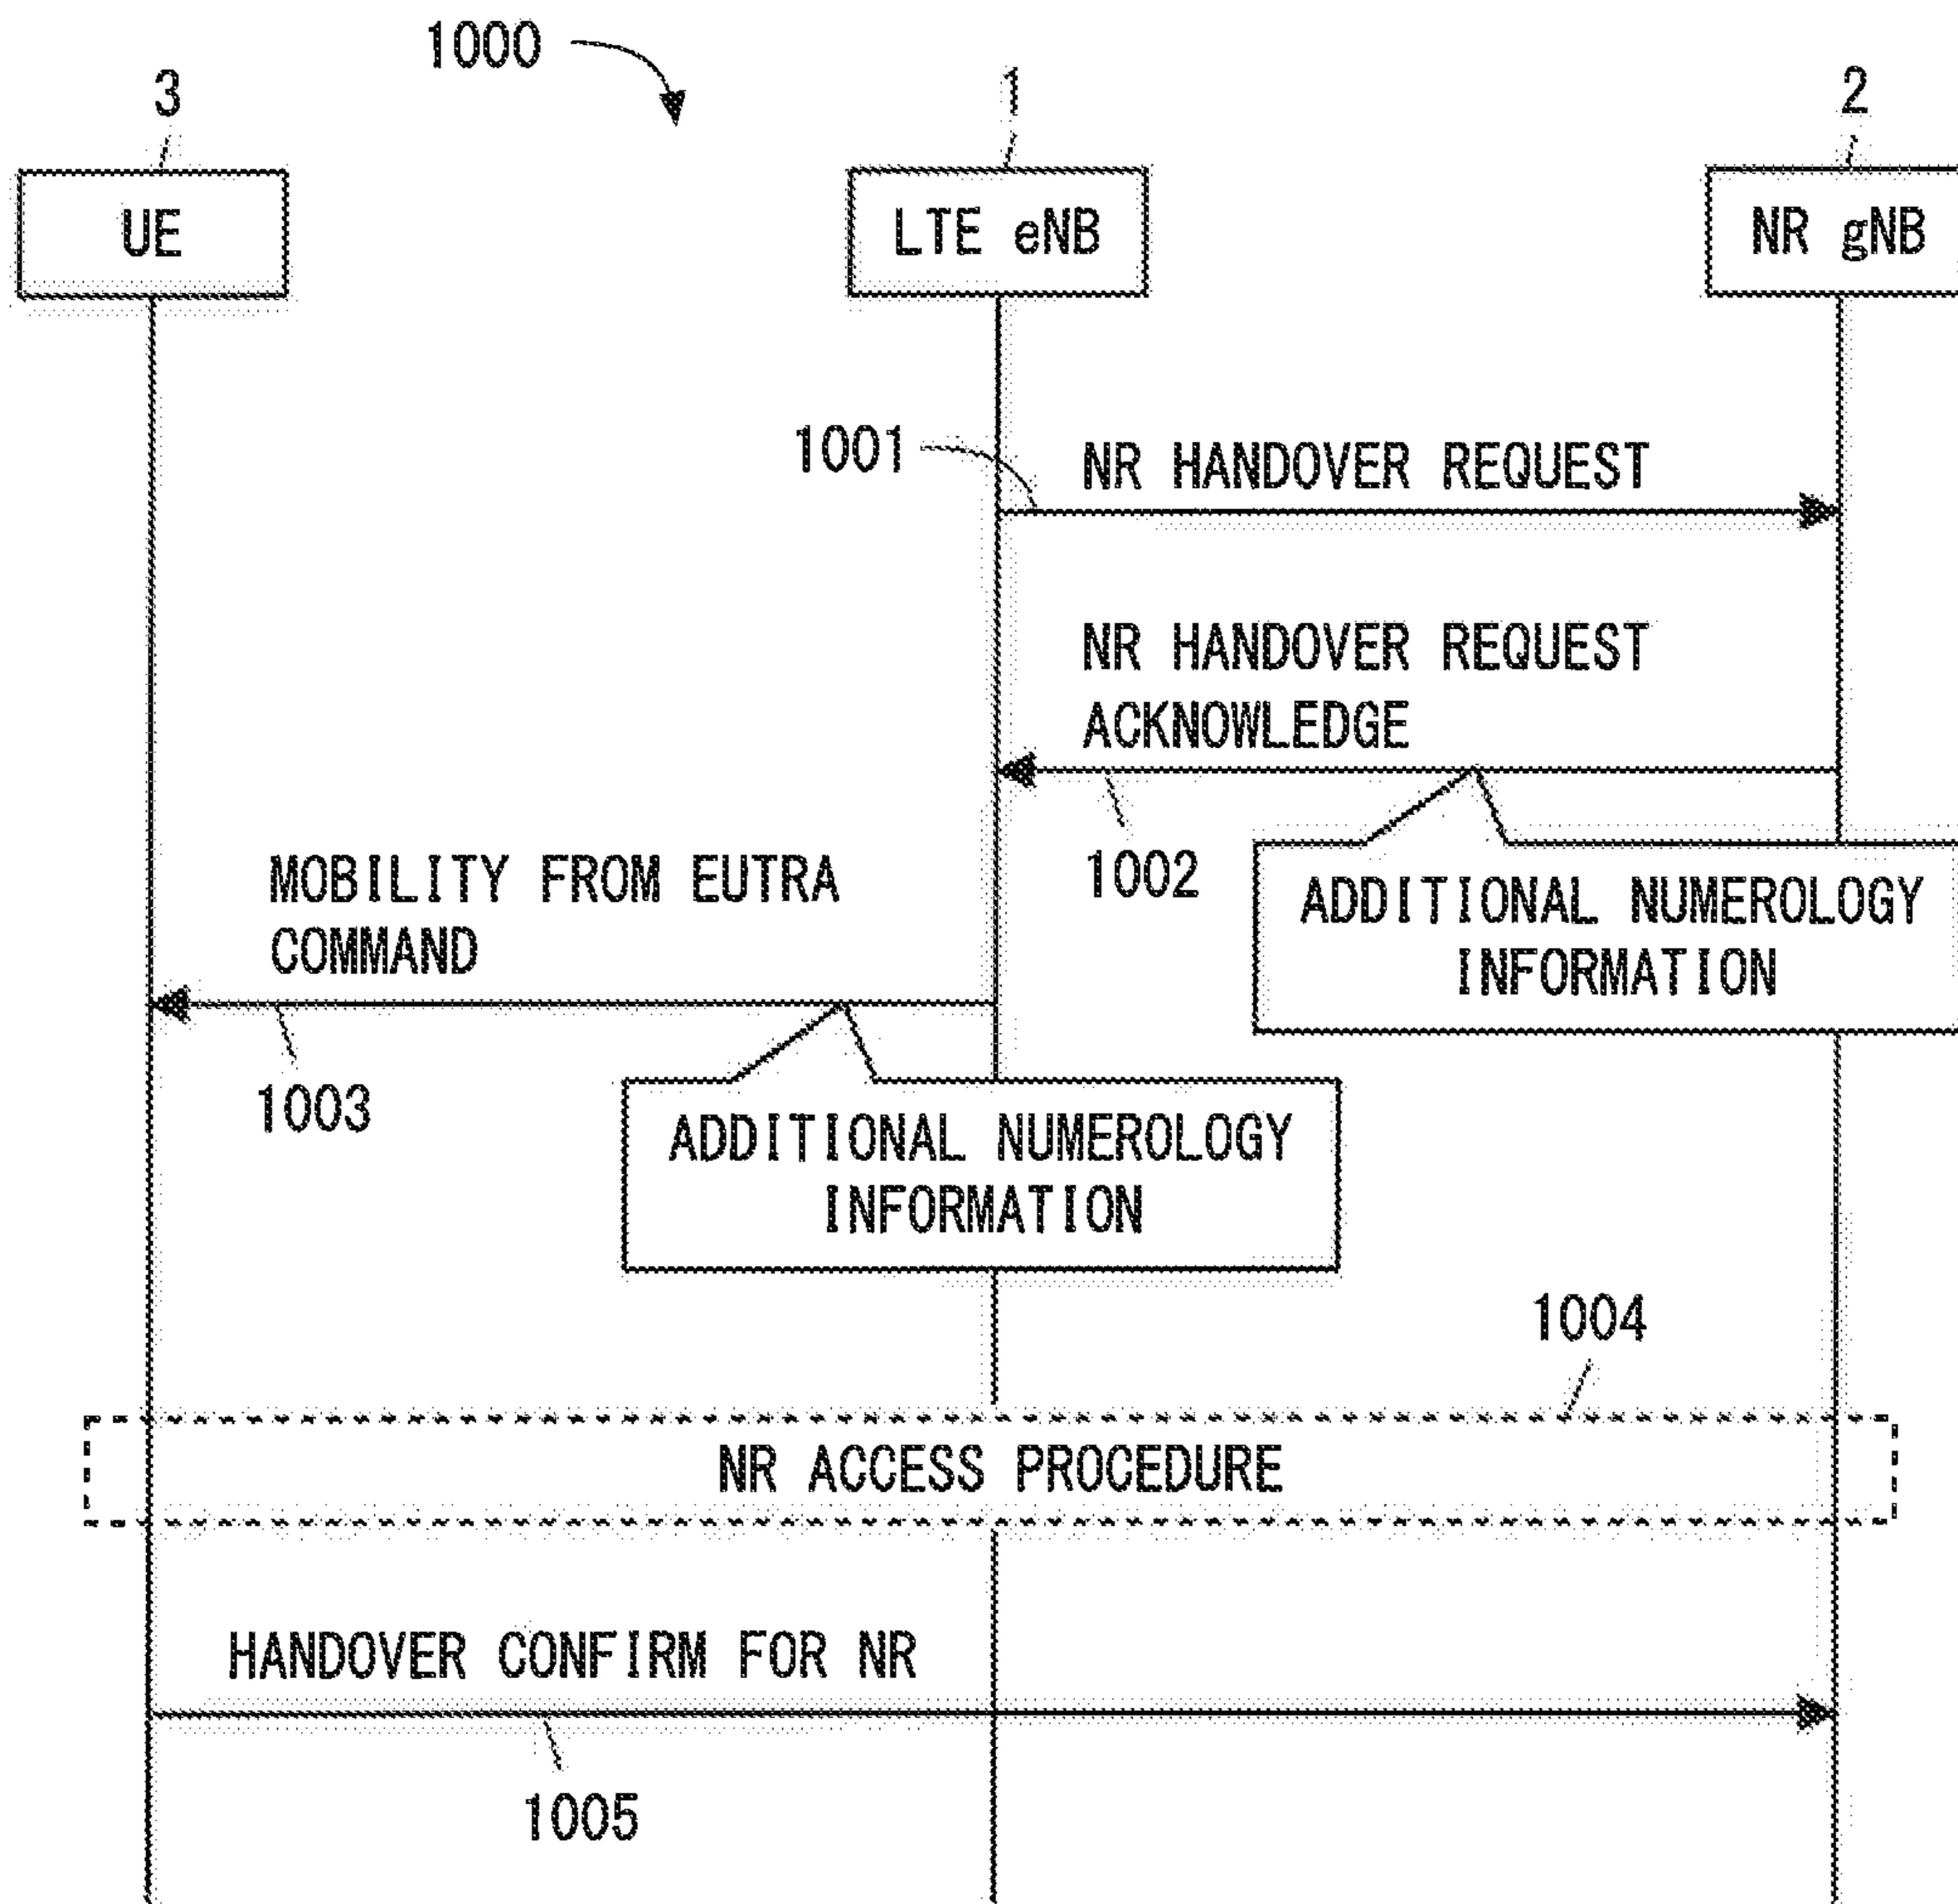 1000
3
1
2
UE
LTE eNB
NR gNB
1001
NR HANDOVER REQUEST
NR HANDOVER REQUEST
ACKNOWLEDGE
1002
ADDITIONAL NUMEROLOGY
INFORMATION
MOBILITY FROM EUTRA
COMMAND
1003
ADDITIONAL NUMEROLOGY
INFORMATION
1004
NR ACCESS PROCEDURE
HANDOVER CONFIRM FOR NR
1005